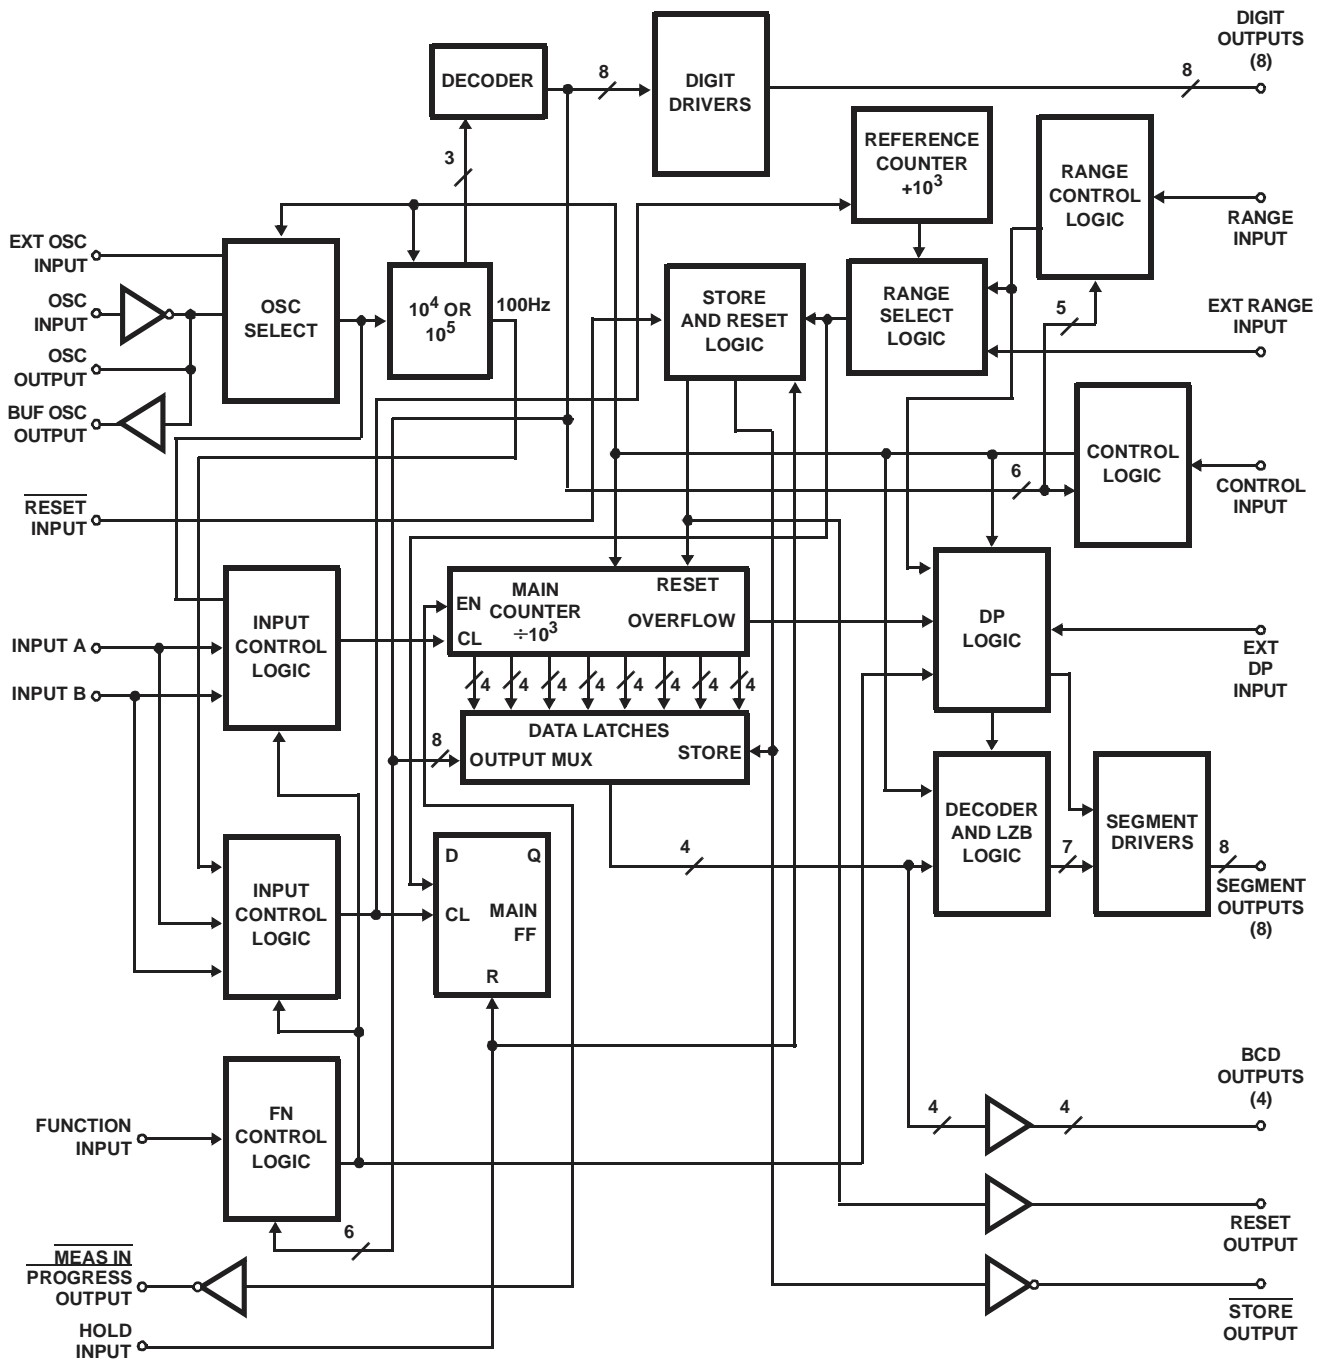 DIGIT
OUTPUTS
(8)
8
DIGIT
DRIVERS
8
DECODER
3
REFERENCE
COUNTER
+10³
RANGE
CONTROL
LOGIC
RANGE
INPUT
EXT OSC
INPUT
OSC
INPUT
OSC
OUTPUT
BUF OSC
OUTPUT
OSC
SELECT
10⁴ OR
10⁵
100Hz
STORE
AND RESET
LOGIC
RANGE
SELECT
LOGIC
5
EXT RANGE
INPUT
CONTROL
LOGIC
6
CONTROL
INPUT
RESET
INPUT
INPUT
CONTROL
LOGIC
INPUT A
INPUT B
EN
CL
MAIN
COUNTER
÷10³
RESET
OVERFLOW
4 4 4 4 4 4 4 4
DP
LOGIC
EXT
DP
INPUT
8
DATA LATCHES
OUTPUT MUX
STORE
DECODER
AND LZB
LOGIC
7
SEGMENT
DRIVERS
8
SEGMENT
OUTPUTS
(8)
4
INPUT
CONTROL
LOGIC
D
Q
CL
MAIN
FF
R
FUNCTION
INPUT
FN
CONTROL
LOGIC
6
BCD
OUTPUTS
(4)
4
4
RESET
OUTPUT
MEAS IN
PROGRESS
OUTPUT
STORE
OUTPUT
HOLD
INPUT